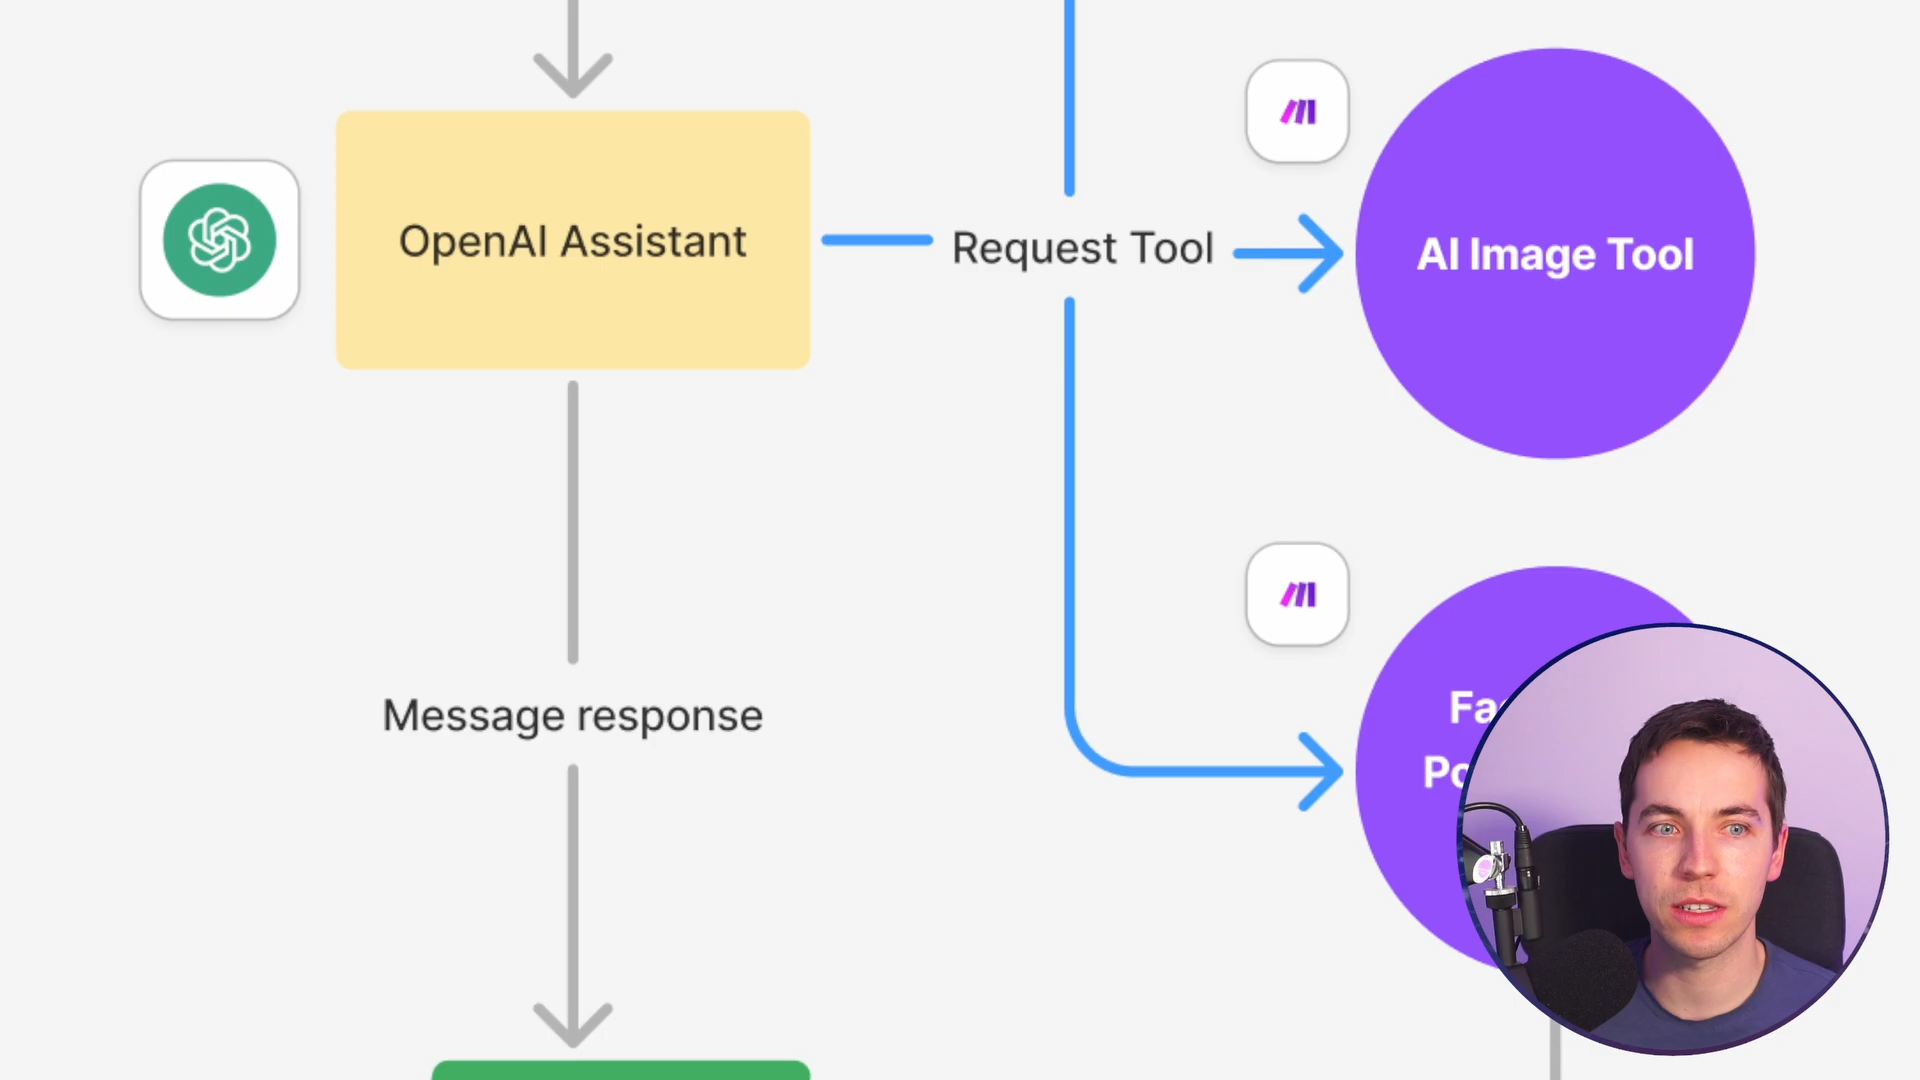 OpenAI Assistant
Request Tool
AI Image Tool
Message response